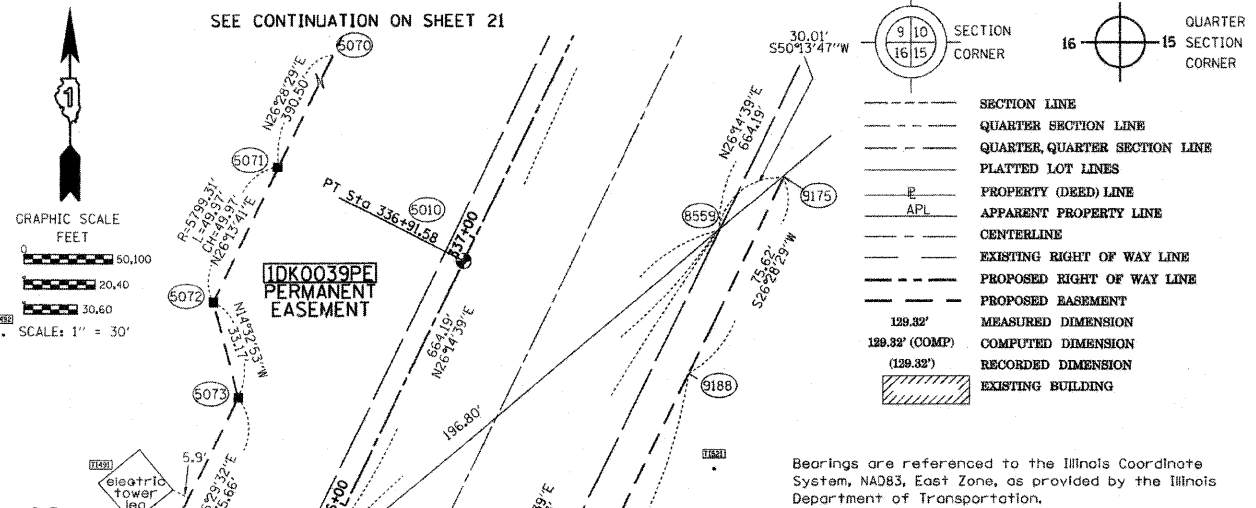 SEE CONTINUATION ON SHEET 21
5070
N26°28'29"E
390.50'
5071
R=5799.31'
L=49.97'
CH=49.97'
N26°13'41"E
5072
N14°32'53"W
33.17'
5073
5.9'
T1491
electric
tower
leg
5.66'
GRAPHIC SCALE
FEET
0
50,100
20,40
30,60
SCALE: 1" = 30'
1
PT Sta 336+91.58
5010
337+00
1DK0039PE
PERMANENT
EASEMENT
664.19'
N26°14'39"E
196.80'
N26°14'39"E
664.19'
30.01'
S50°13'47"W
8559
9175
75.62'
S26°28'29"W
9188
T1521
9 10
16 15
SECTION
CORNER
16
15
QUARTER
SECTION
CORNER
SECTION LINE
QUARTER SECTION LINE
QUARTER, QUARTER SECTION LINE
PLATTED LOT LINES
PROPERTY (DEED) LINE
APL
APPARENT PROPERTY LINE
CENTERLINE
EXISTING RIGHT OF WAY LINE
PROPOSED RIGHT OF WAY LINE
PROPOSED EASEMENT
129.32' MEASURED DIMENSION
129.32' (COMP) COMPUTED DIMENSION
(129.32') RECORDED DIMENSION
EXISTING BUILDING
Bearings are referenced to the Illinois Coordinate
System, NAD83, East Zone, as provided by the Illinois
Department of Transportation.